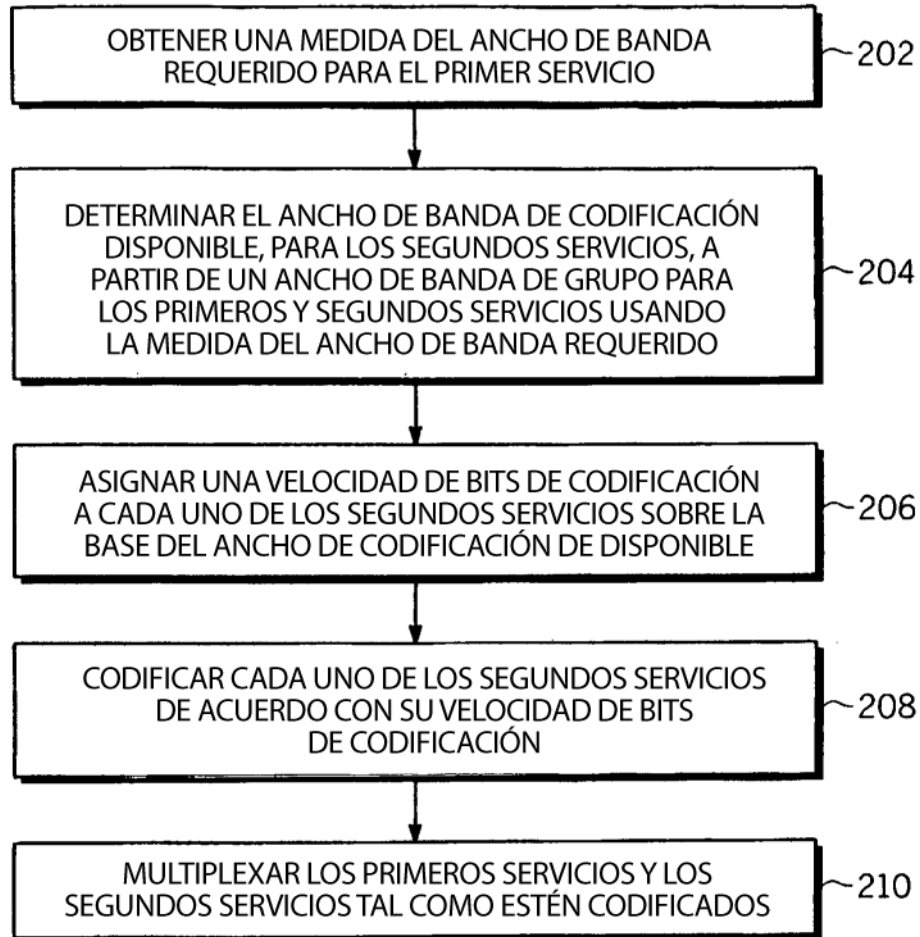 OBTENER UNA MEDIDA DEL ANCHO DE BANDA
REQUERIDO PARA EL PRIMER SERVICIO
202
DETERMINAR EL ANCHO DE BANDA DE CODIFICACIÓN
DISPONIBLE, PARA LOS SEGUNDOS SERVICIOS, A
PARTIR DE UN ANCHO DE BANDA DE GRUPO PARA
LOS PRIMEROS Y SEGUNDOS SERVICIOS USANDO
LA MEDIDA DEL ANCHO DE BANDA REQUERIDO
204
ASIGNAR UNA VELOCIDAD DE BITS DE CODIFICACIÓN
A CADA UNO DE LOS SEGUNDOS SERVICIOS SOBRE LA
BASE DEL ANCHO DE CODIFICACIÓN DE DISPONIBLE
206
CODIFICAR CADA UNO DE LOS SEGUNDOS SERVICIOS
DE ACUERDO CON SU VELOCIDAD DE BITS
DE CODIFICACIÓN
208
MULTIPLEXAR LOS PRIMEROS SERVICIOS Y LOS
SEGUNDOS SERVICIOS TAL COMO ESTÉN CODIFICADOS
210